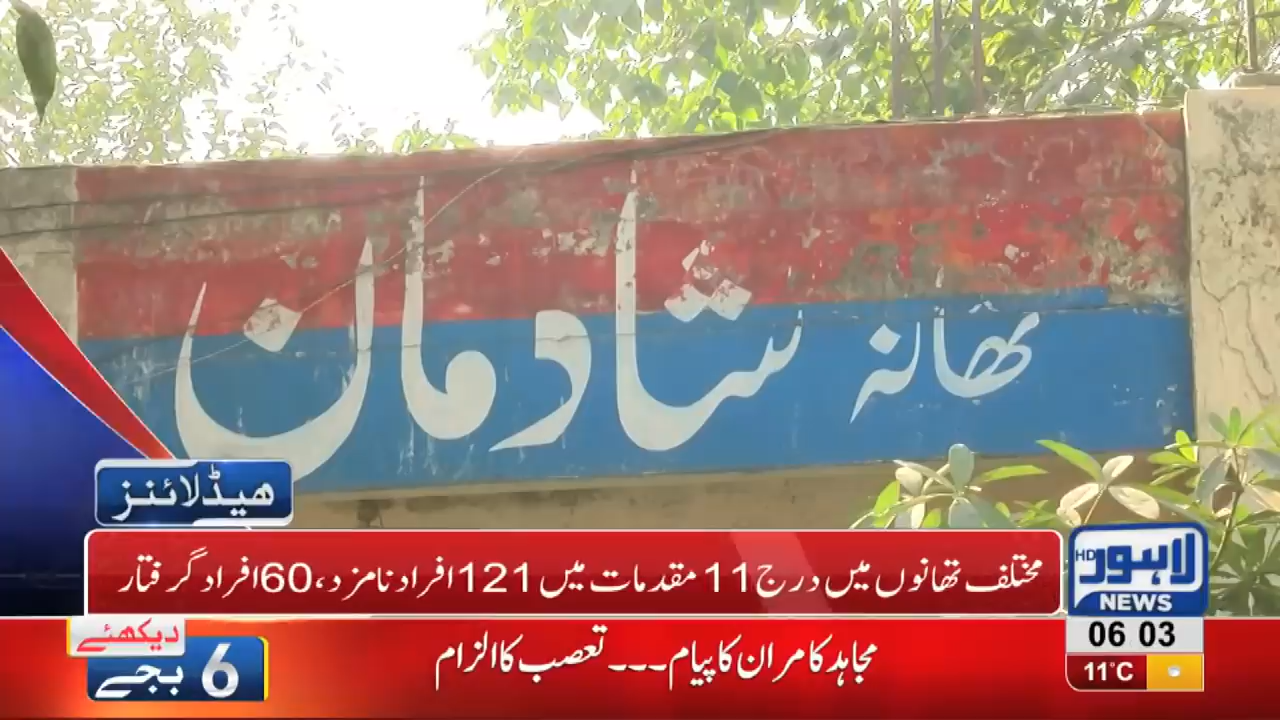 تھانہ شادمان
ہیڈلائنز
مختلف تھانوں میں درج 11 مقدمات میں 121 افراد نامزد، 60 افراد گرفتار
HD لاہور
NEWS
06 03
11°C
دیکھئے
6 بجے
مجاہد کامران کا پیام ۔۔۔ تعصب کا الزام